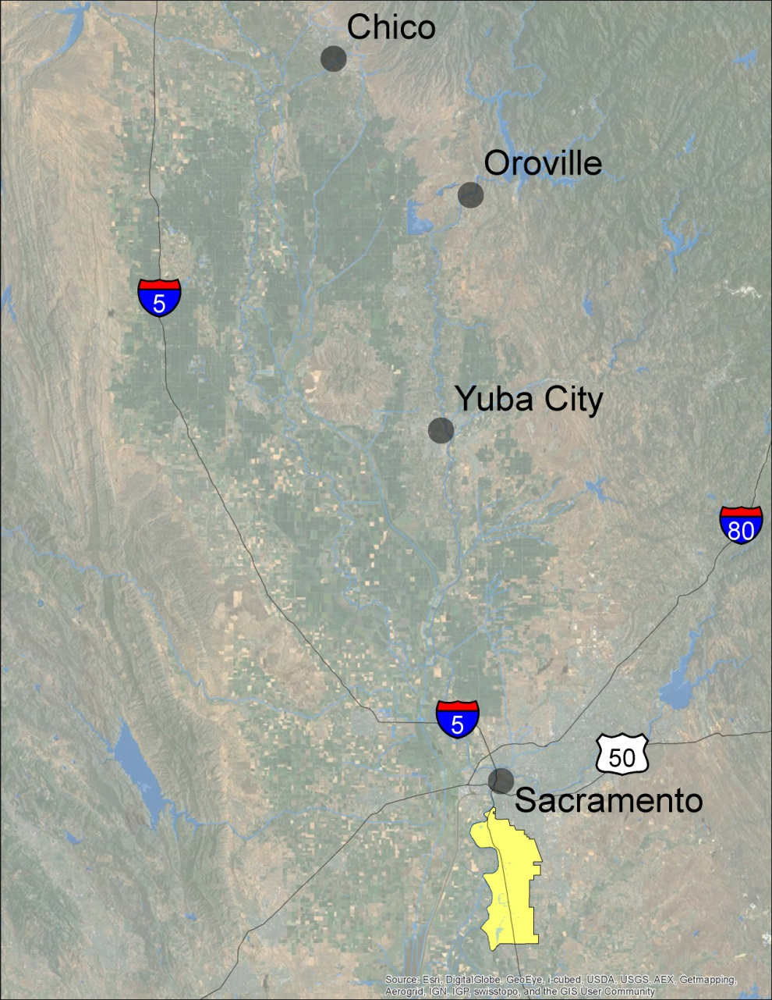 Chico
Oroville
5
Yuba City
80
5
50
Sacramento
Source: Esri, DigitalGlobe, GeoEye, i-cubed, USDA, USGS, AEX, Getmapping,
Aerogrid, IGN, IGP, swisstopo, and the GIS User Community